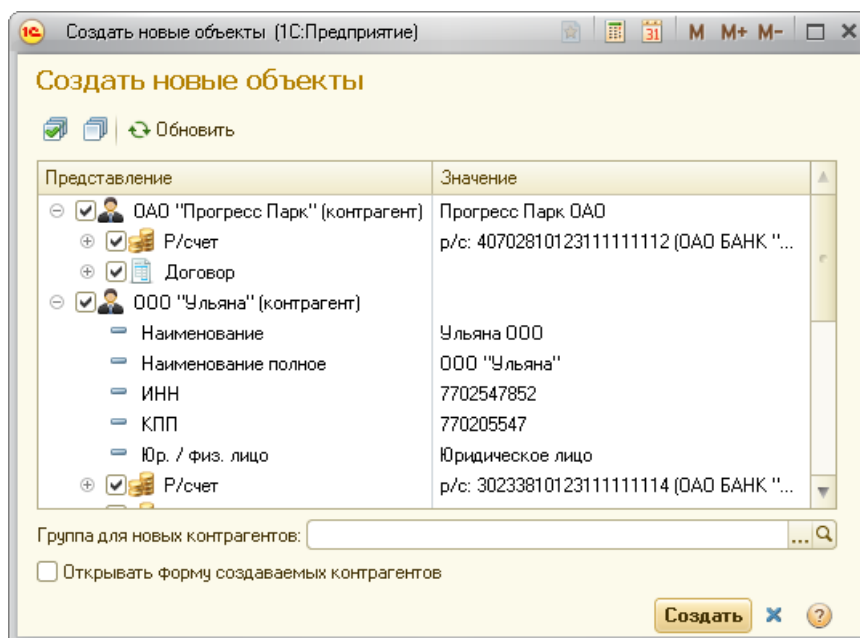 Создать новые объекты (1С:Предприятие)
31 M M+ M-
Создать новые объекты
Обновить
Представление Значение
ОАО "Прогресс Парк" (контрагент) Прогресс Парк ОАО
Р/счет р/с: 40702810123111111112 (ОАО БАНК "...
Договор
ООО "Ульяна" (контрагент)
Наименование Ульяна ООО
Наименование полное ООО "Ульяна"
ИНН 7702547852
КПП 770205547
Юр. / физ. лицо Юридическое лицо
Р/счет р/с: 30233810123111111114 (ОАО БАНК "...
Группа для новых контрагентов: ...
Открывать форму создаваемых контрагентов
Создать ?